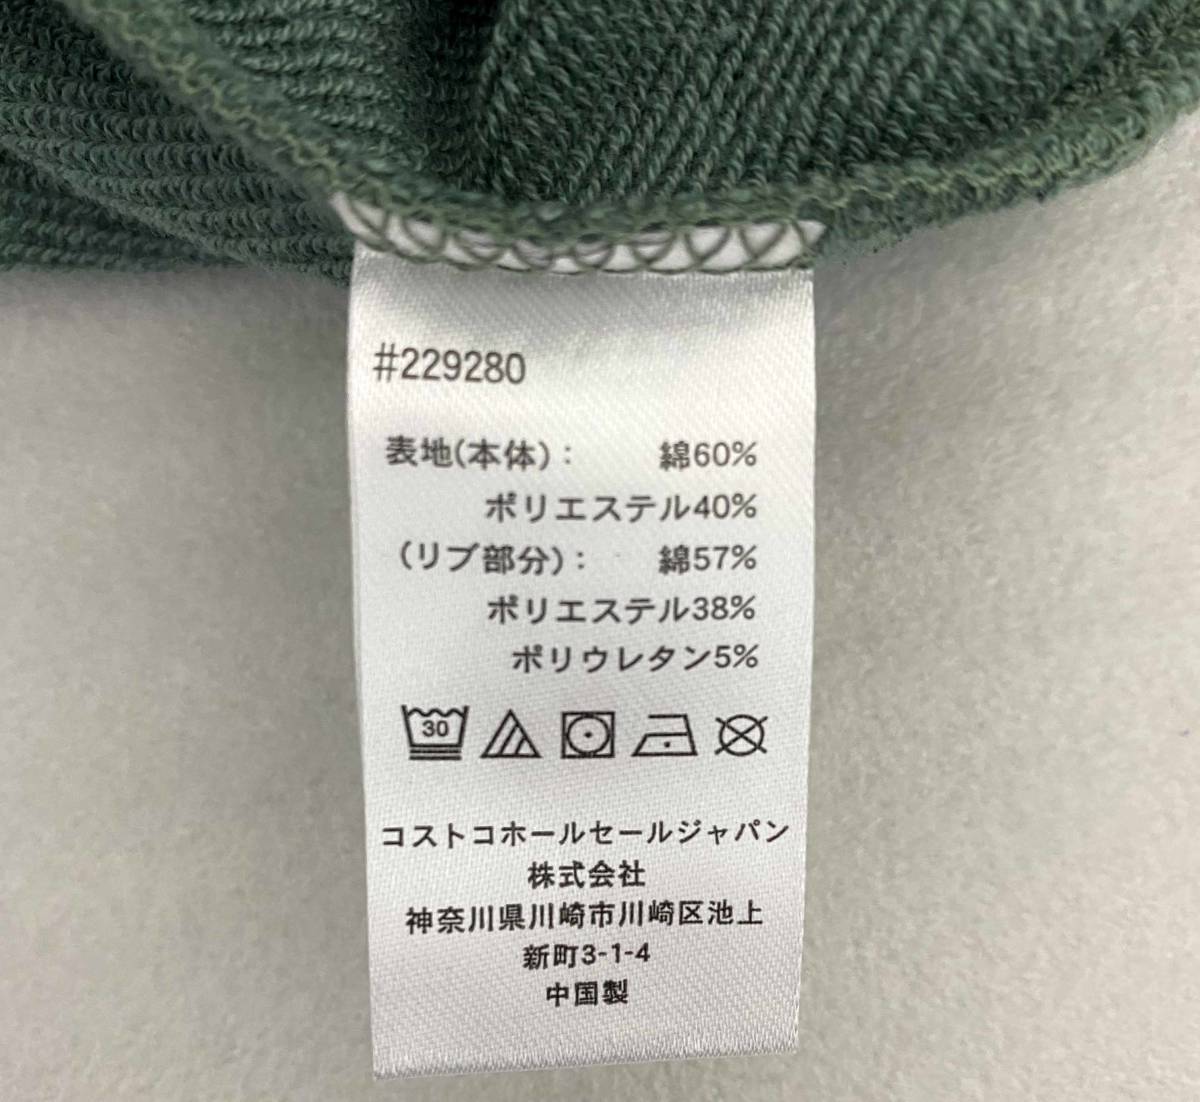 #229280
表地(本体): 綿60%
ポリエステル40%
(リブ部分): 綿57%
ポリエステル38%
ポリウレタン5%
30
コストコホールセールジャパン
株式会社
神奈川県川崎市川崎区池上
新町3-1-4
中国製